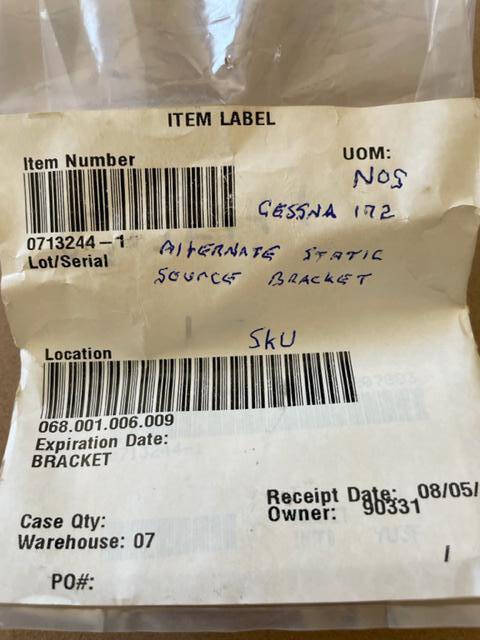 ITEM LABEL
Item Number
UOM:
NOS
CESSNA 172
0713244-1
Lot/Serial
ALTERNATE STATIC
SOURCE BRACKET
SKU
Location
068.001.006.009
Expiration Date:
BRACKET
Receipt Date: 08/05/
Owner: 90331
Case Qty:
Warehouse: 07
PO#:
1